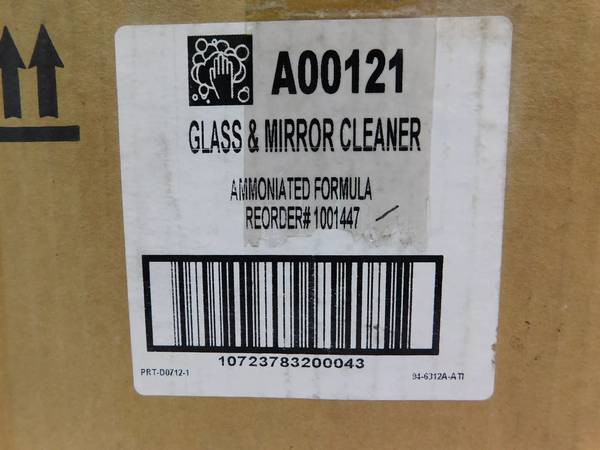 A00121
GLASS & MIRROR CLEANER
AMMONIATED FORMULA
REORDER# 1001447
10723783200043
PRT-D0712-1
94-6312A-ATI